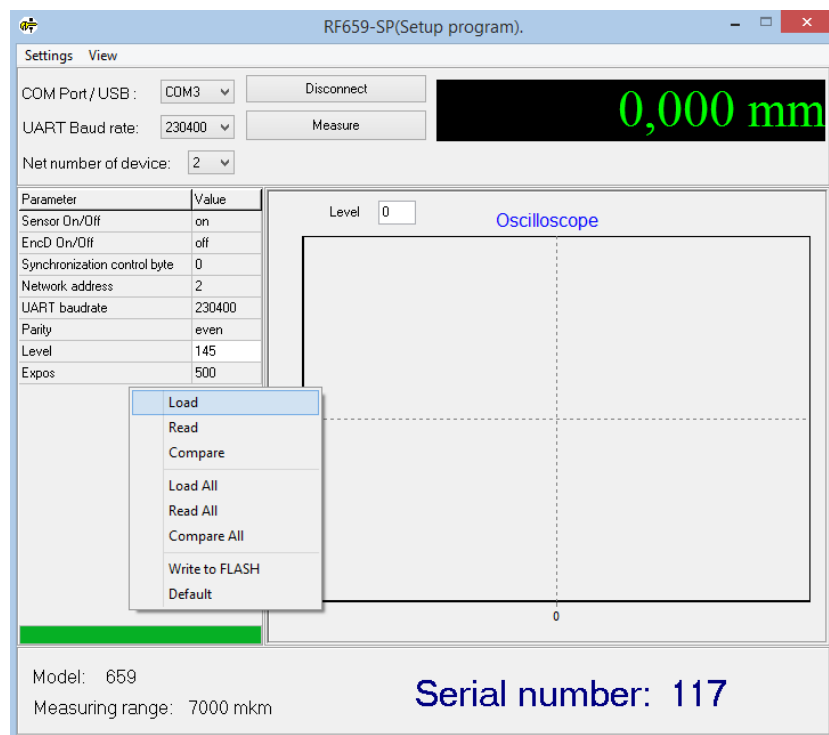 RF659-SP(Setup program).
Settings View
COM Port / USB : COM3 Disconnect
0,000 mm
UART Baud rate: 230400 Measure
Net number of device: 2
Parameter Value
Sensor On/Off on
EncD On/Off off
Synchronization control byte 0
Network address 2
UART baudrate 230400
Parity even
Level 145
Expos 500
Load
Read
Compare
Load All
Read All
Compare All
Write to FLASH
Default
Level 0
Oscilloscope
0
Model: 659
Measuring range: 7000 mkm
Serial number: 117